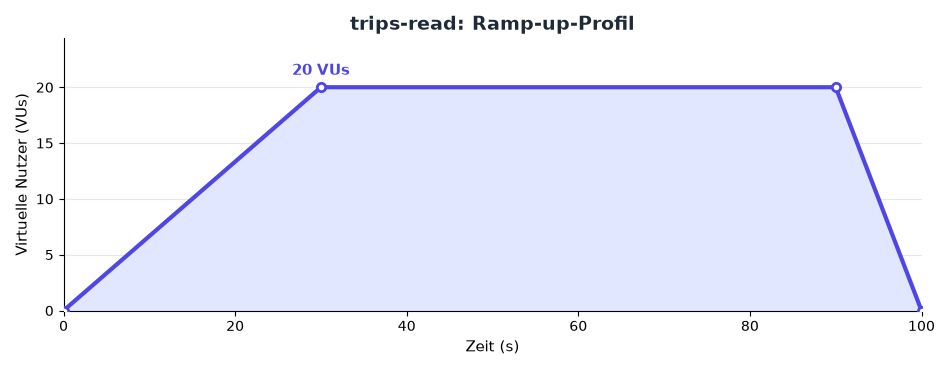 trips-read: Ramp-up-Profil
20 VUs
Virtuelle Nutzer (VUs)
20
15
10
5
0
0 20 40 60 80 100
Zeit (s)